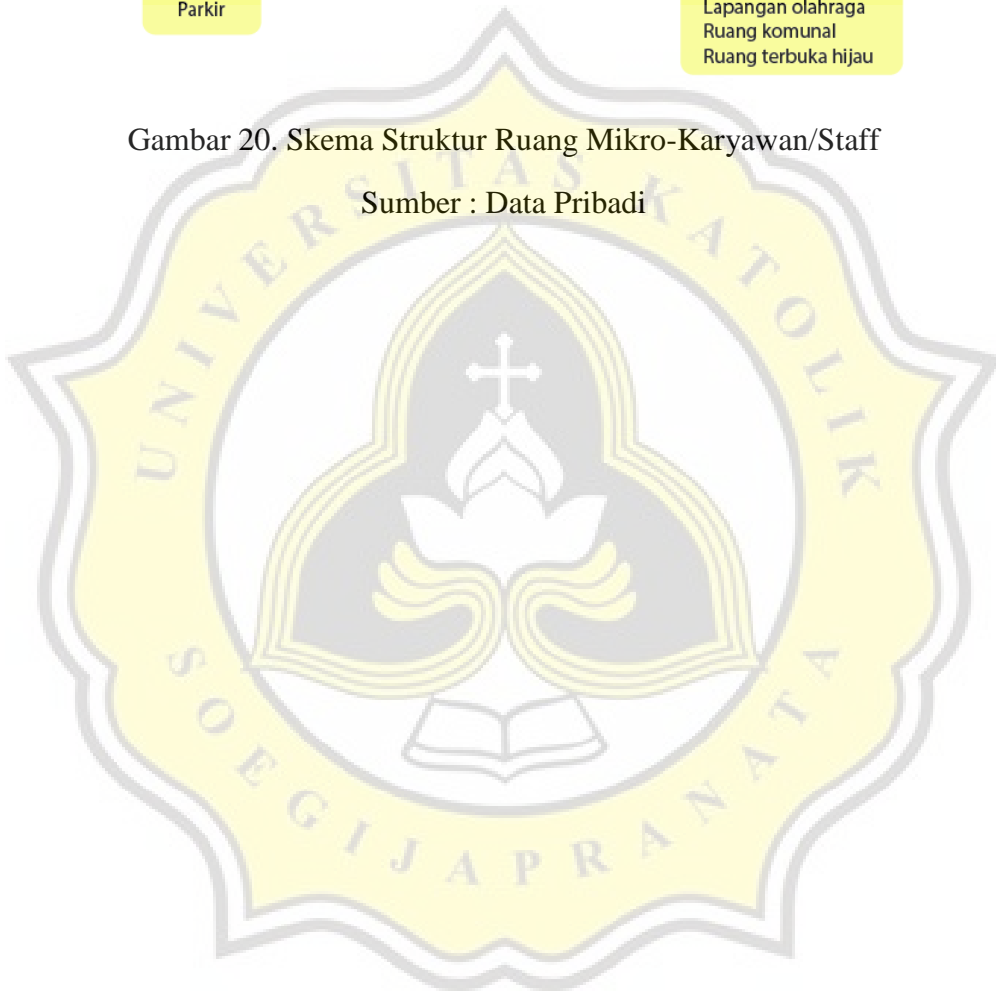 Parkir
Lapangan olahraga
Ruang komunal
Ruang terbuka hijau
Gambar 20. Skema Struktur Ruang Mikro-Karyawan/Staff
Sumber : Data Pribadi
UNIVERSITAS KATOLIK
SOEGIJAPRANATA